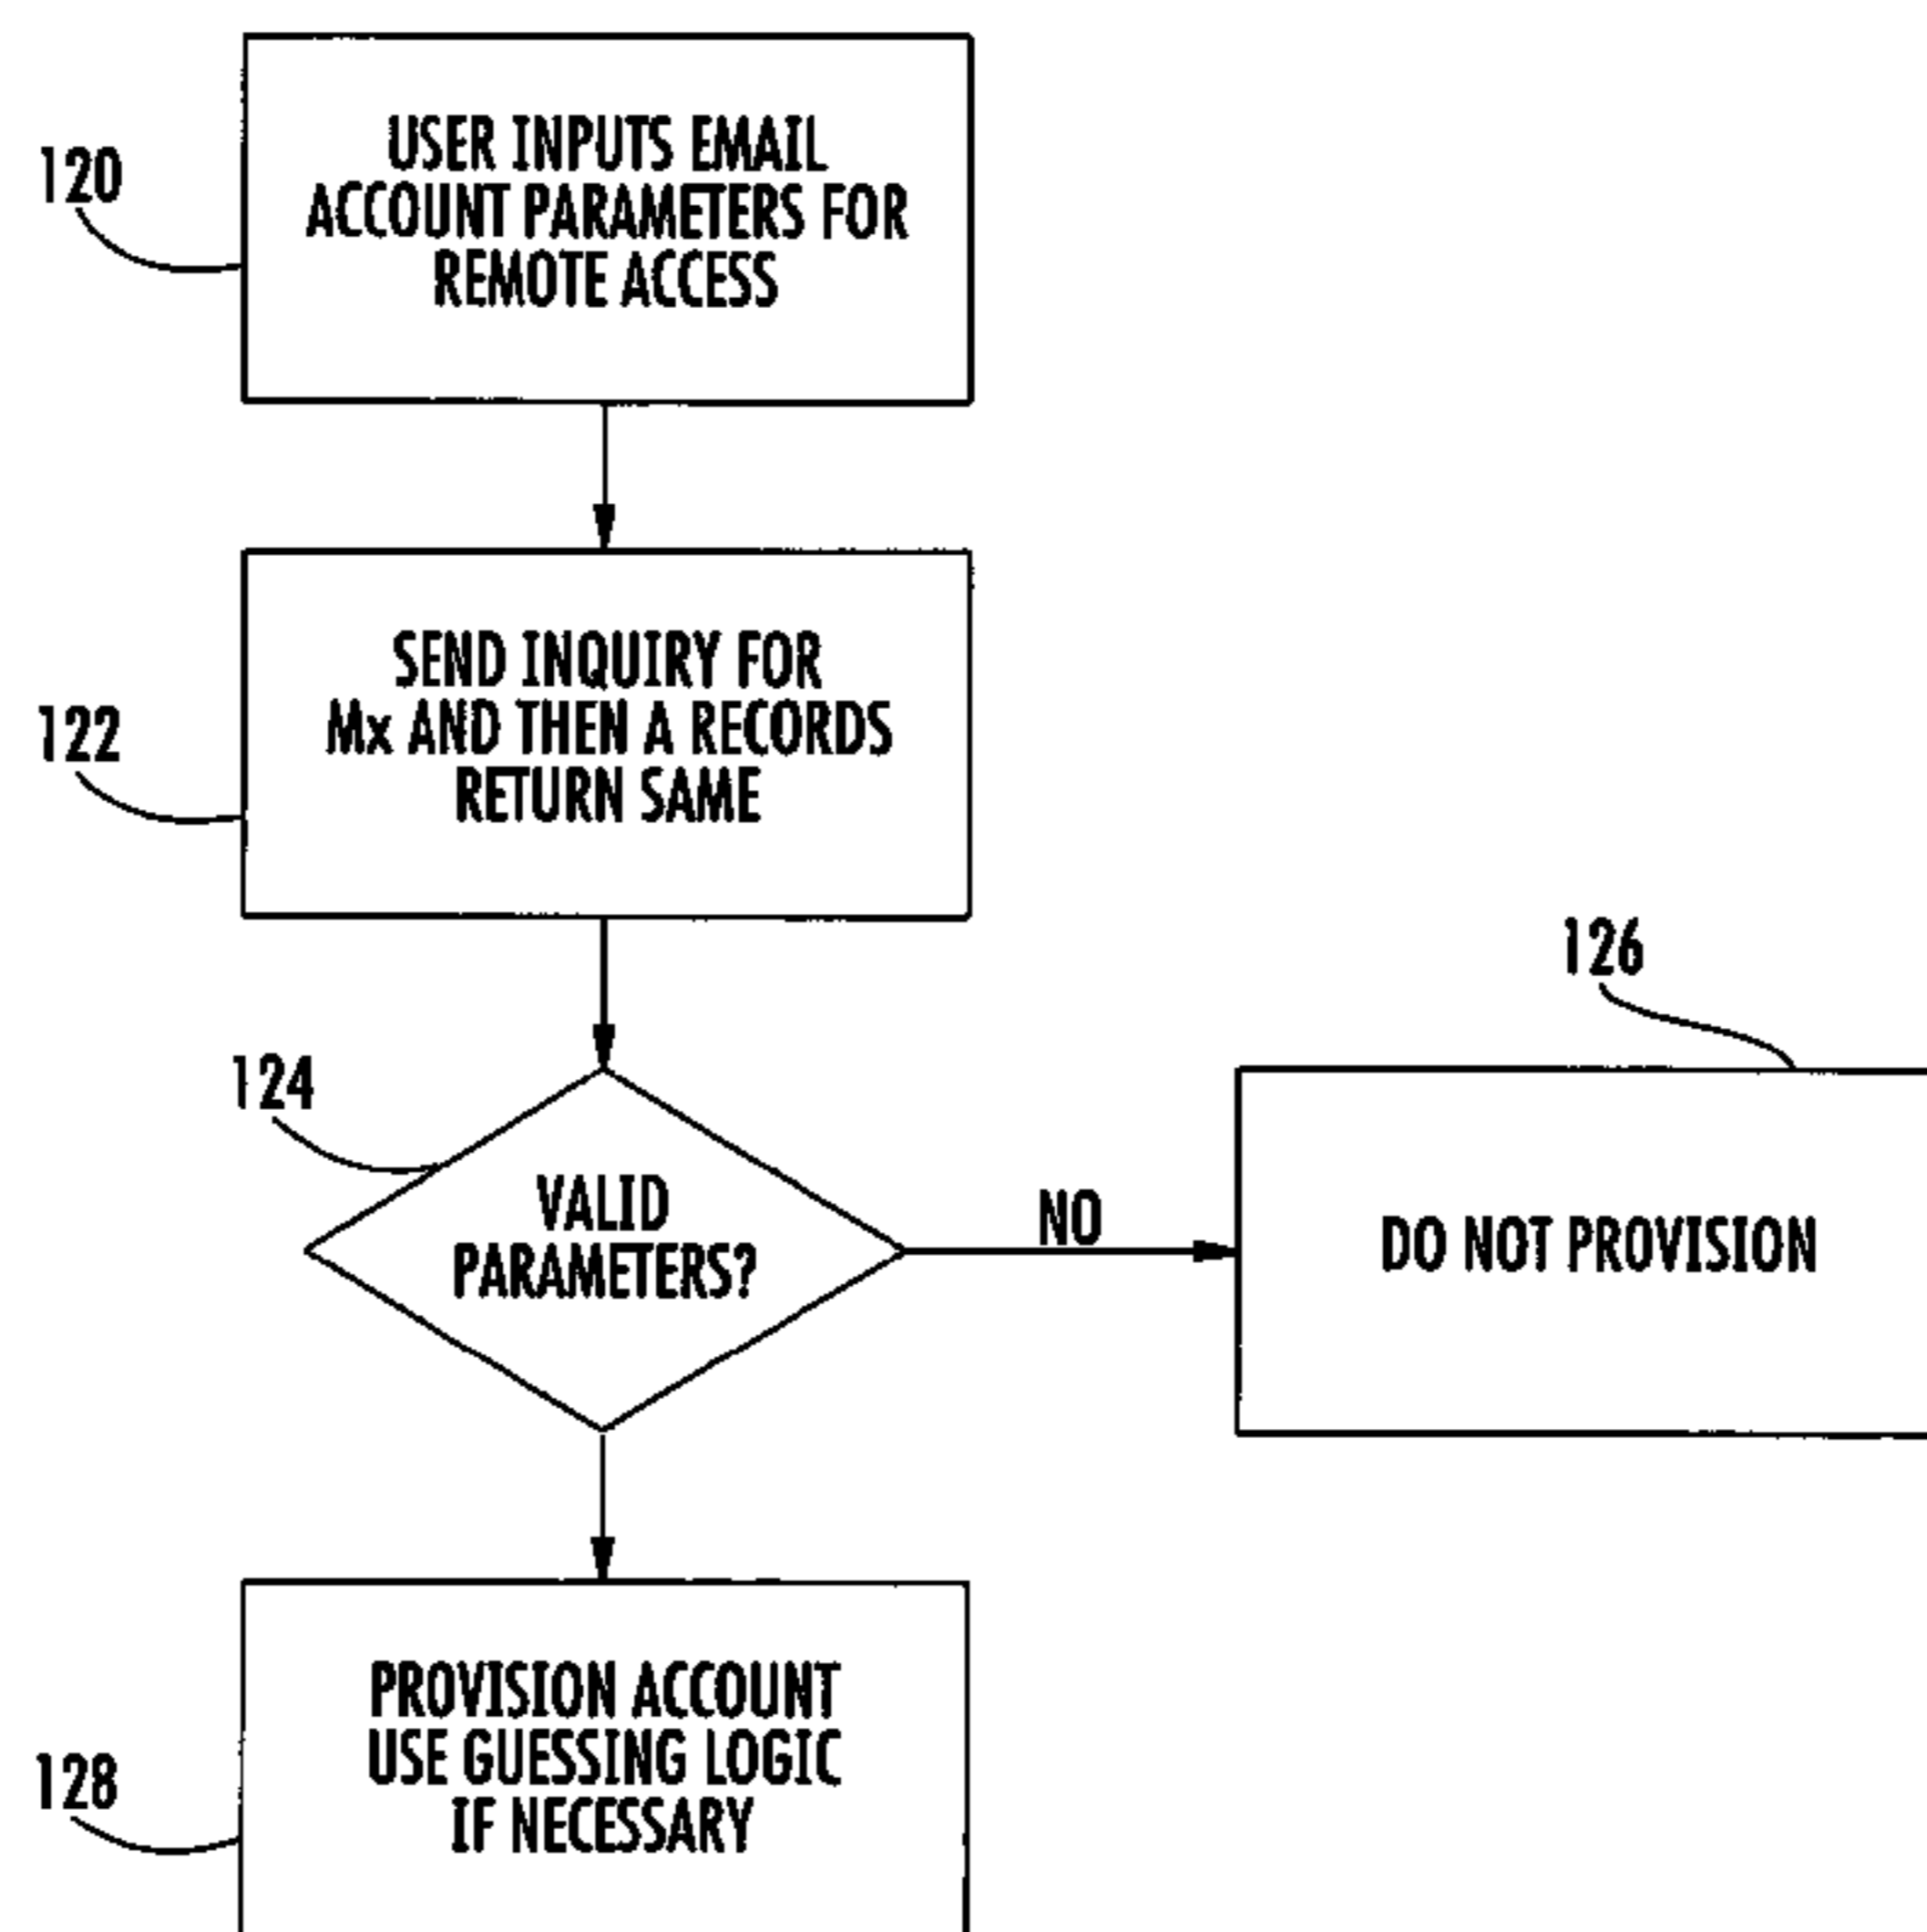 120
USER INPUTS EMAIL
ACCOUNT PARAMETERS FOR
REMOTE ACCESS
122
SEND INQUIRY FOR
Mx AND THEN A RECORDS
RETURN SAME
124
VALID
PARAMETERS?
NO
126
DO NOT PROVISION
128
PROVISION ACCOUNT
USE GUESSING LOGIC
IF NECESSARY